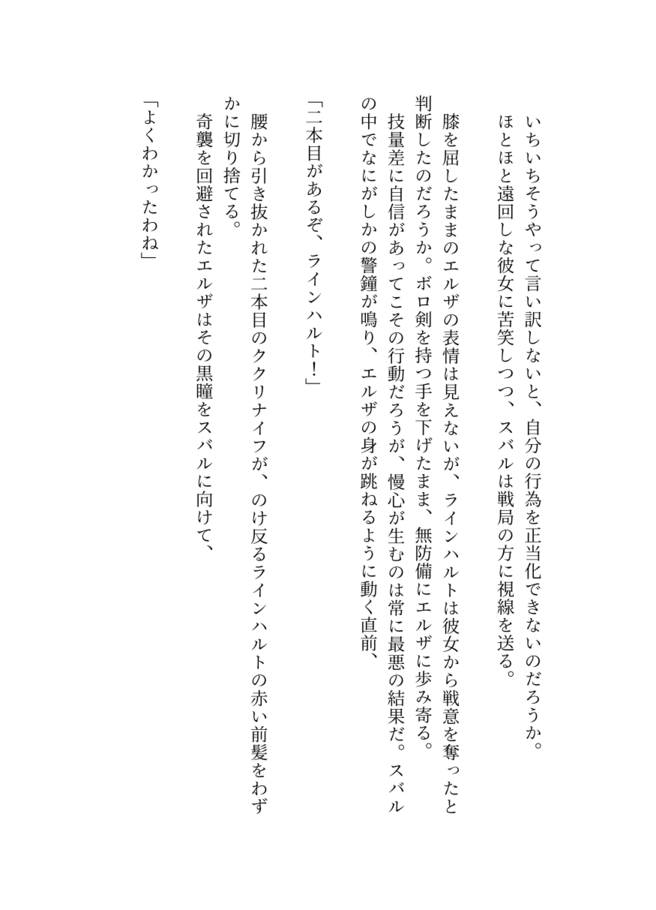 いちいちそうやって言い訳しないと、自分の行為を正当化できないのだろうか。
ほとほと遠回しな彼女に苦笑しつつ、スバルは戦局の方に視線を送る。
膝を屈したままのエルザの表情は見えないが、ラインハルトは彼女から戦意を奪ったと
判断したのだろうか。ボロ剣を持つ手を下げたまま、無防備にエルザに歩み寄る。
技量差に自信があってこその行動だろうが、慢心が生むのは常に最悪の結果だ。スバル
の中でなにがしかの警鐘が鳴り、エルザの身が跳ねるように動く直前、
「二本目があるぞ、ラインハルト！」
腰から引き抜かれた二本目のククリナイフが、のけ反るラインハルトの赤い前髪をわず
かに切り捨てる。
奇襲を回避されたエルザはその黒瞳をスバルに向けて、
「よくわかったわね」